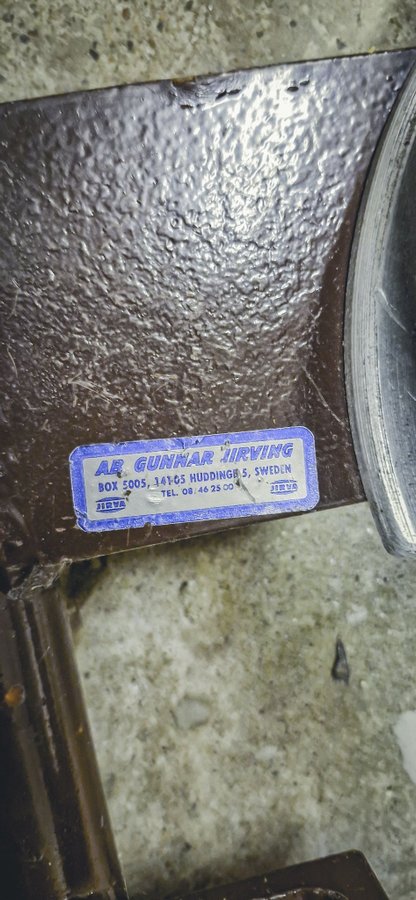 AB GUNNAR JIRVING
BOX 5005, 141 05 HUDDINGE 5, SWEDEN
TEL. 08/46 25 00
JIRVA
JIRVA